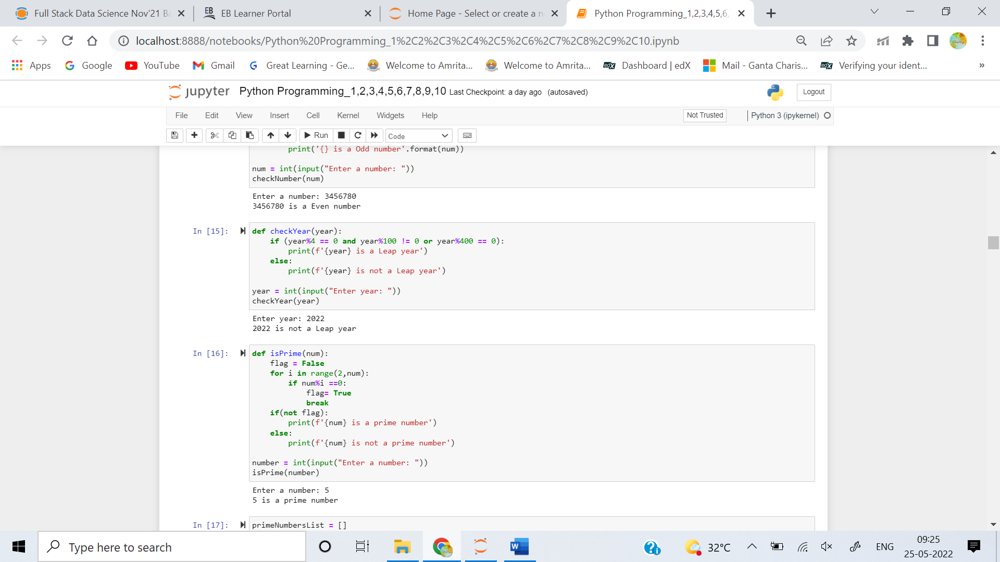 Full Stack Data Science Nov'21 Ba
EB Learner Portal
Home Page - Select or create a n
Python Programming_1,2,3,4,5,6,
localhost:8888/notebooks/Python%20Programming_1%2C2%2C3%2C4%2C5%2C6%2C7%2C8%2C9%2C10.ipynb
Apps Google YouTube Gmail Great Learning - Ge... Welcome to Amrita... Welcome to Amrita... Dashboard | edX Mail - Ganta Charis... Verifying your ident... »
jupyter Python Programming_1,2,3,4,5,6,7,8,9,10 Last Checkpoint: a day ago (autosaved) Logout
File Edit View Insert Cell Kernel Widgets Help Not Trusted Python 3 (ipykernel)
Run Code
print('{} is a Odd number'.format(num))
num = int(input("Enter a number: "))
checkNumber(num)
Enter a number: 3456780
3456780 is a Even number
In [15]: def checkYear(year):
if (year%4 == 0 and year%100 != 0 or year%400 == 0):
print(f'{year} is a Leap year')
else:
print(f'{year} is not a Leap year')
year = int(input("Enter year: "))
checkYear(year)
Enter year: 2022
2022 is not a Leap year
In [16]: def isPrime(num):
flag = False
for i in range(2,num):
if num%i ==0:
flag= True
break
if(not flag):
print(f'{num} is a prime number')
else:
print(f'{num} is not a prime number')
number = int(input("Enter a number: "))
isPrime(number)
Enter a number: 5
5 is a prime number
In [17]: primeNumbersList = []
Type here to search
32°C
ENG
09:25
25-05-2022